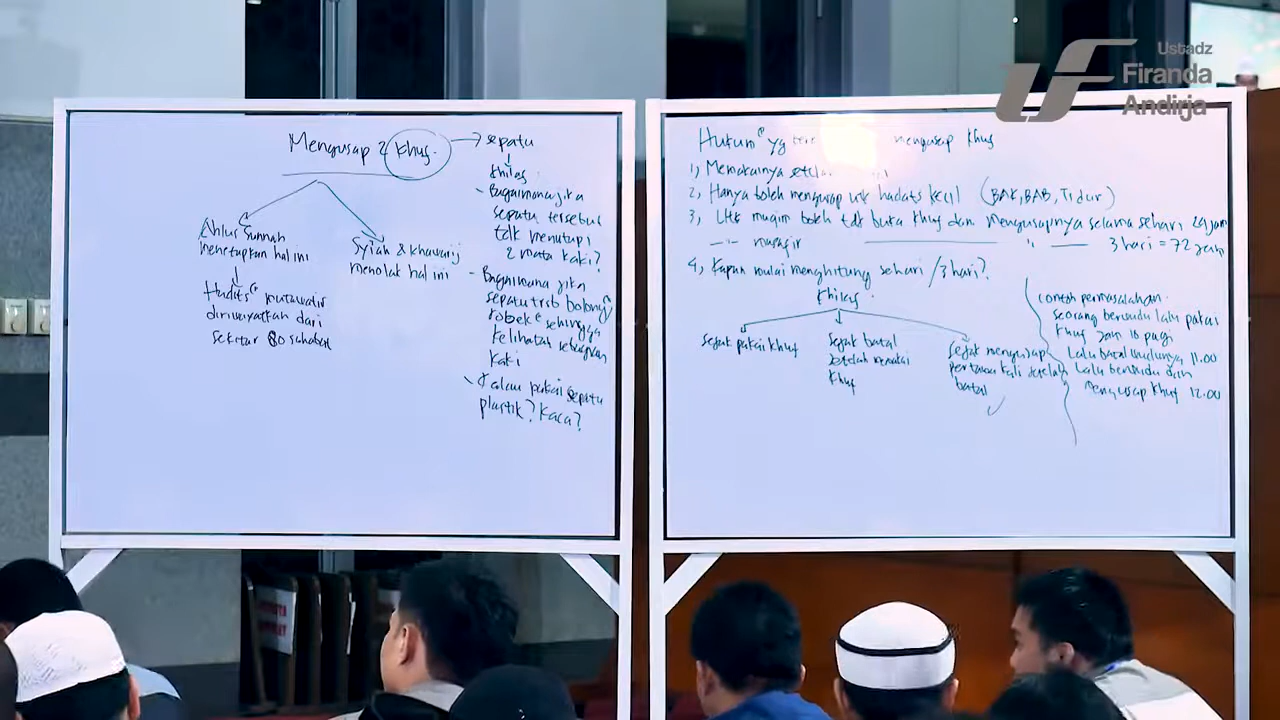 Ustadz
Firanda
Andirja
Mengusap 2 Khuf.
sepatu
khilaf
- Bagaimana jika
sepatu tersebut
tdk menutupi
2 mata kaki?
- Bagaimana jika
sepatu trsb bolong²
robek² sehingga
kelihatan sebagian
kaki
- Kalau pakai sepatu
plastik? Kaca?
Ahlus Sunnah
menetapkan hal ini
Hadits² mutawatir
diriwayatkan dari
sekitar 80 sahabat
Syiah & Khawarij
menolak hal ini
Hukum² yg mengusap khuf
1, Memakainya
2, Hanya boleh mengusap utk hadats kecil (BAK, BAB, Tidur)
3, Utk muqim boleh tdk buka khuf dan mengusapnya selama sehari 24 jam
musafir 3 hari = 72 jam
4, Kapan mulai menghitung sehari / 3 hari?
Khilaf.
sejak pakai khuf
sejak batal
setelah memakai
khuf
sejak mengusap
pertama kali setelah
batal
contoh permasalahan.
seorang berwudu lalu pakai
khuf jam 10 pagi
lalu batal wudunya 11.00
lalu berwudu dan
mengusap khuf 12.00